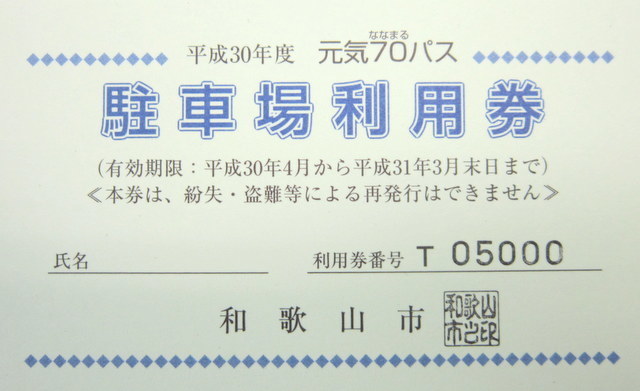 ななまる
平成30年度 元気70パス
駐車場利用券
(有効期限：平成30年4月から平成31年3月末日まで)
≪本券は、紛失・盗難等による再発行はできません≫
氏名 利用券番号 T 05000
和歌山市
和歌山市之印